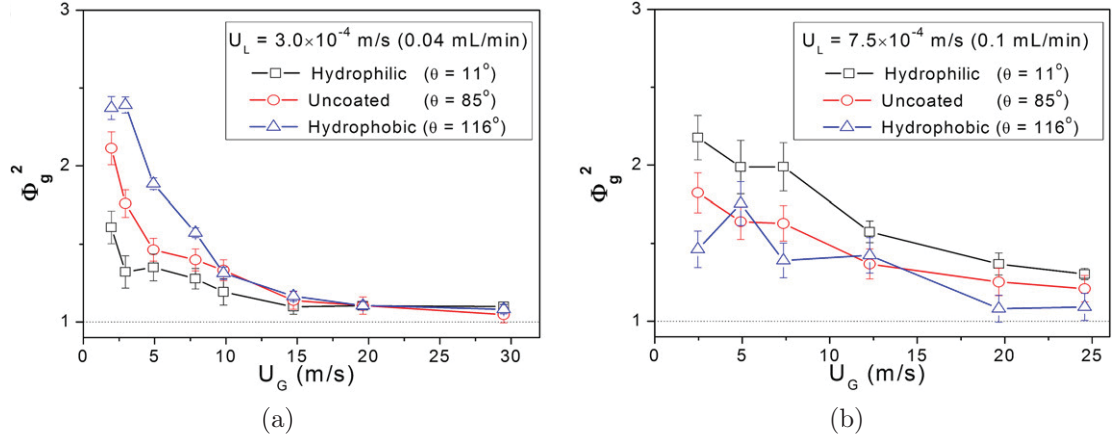 3
2
1
Φg²
U_L = 3.0×10⁻⁴ m/s (0.04 mL/min)
Hydrophilic (θ = 11°)
Uncoated (θ = 85°)
Hydrophobic (θ = 116°)
0 5 10 15 20 25 30
U_G (m/s)
(a)
3
2
1
Φg²
U_L = 7.5×10⁻⁴ m/s (0.1 mL/min)
Hydrophilic (θ = 11°)
Uncoated (θ = 85°)
Hydrophobic (θ = 116°)
0 5 10 15 20 25
U_G (m/s)
(b)